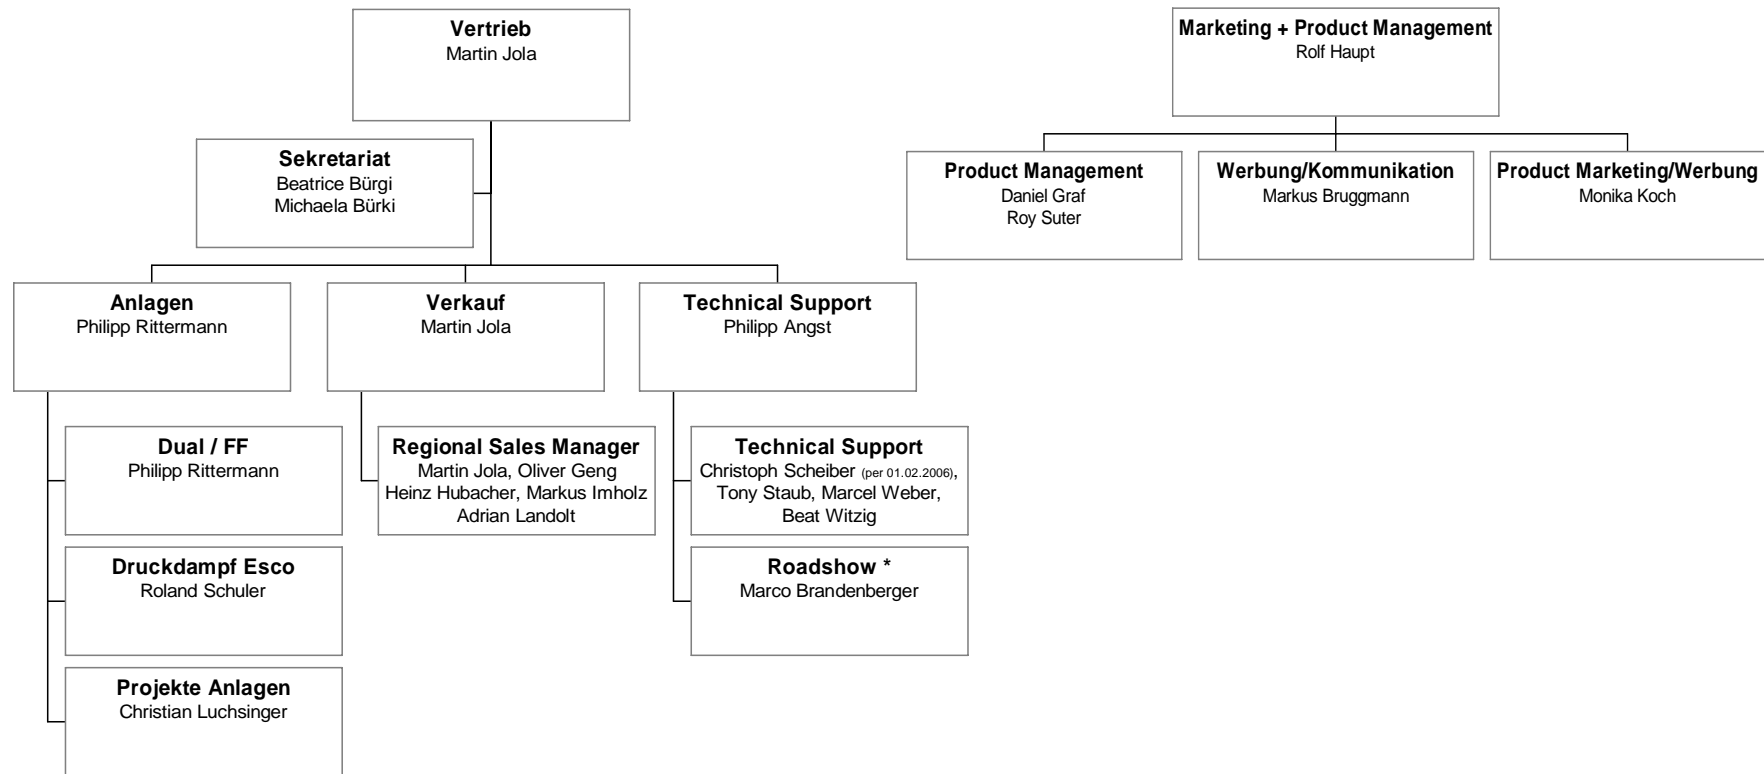 Vertrieb
Martin Jola
Sekretariat
Beatrice Bürgi
Michaela Bürki
Anlagen
Philipp Rittermann
Verkauf
Martin Jola
Technical Support
Philipp Angst
Dual / FF
Philipp Rittermann
Druckdampf Esco
Roland Schuler
Projekte Anlagen
Christian Luchsinger
Regional Sales Manager
Martin Jola, Oliver Geng
Heinz Hubacher, Markus Imholz
Adrian Landolt
Technical Support
Christoph Scheiber (per 01.02.2006),
Tony Staub, Marcel Weber,
Beat Witzig
Roadshow *
Marco Brandenberger
Marketing + Product Management
Rolf Haupt
Product Management
Daniel Graf
Roy Suter
Werbung/Kommunikation
Markus Bruggmann
Product Marketing/Werbung
Monika Koch